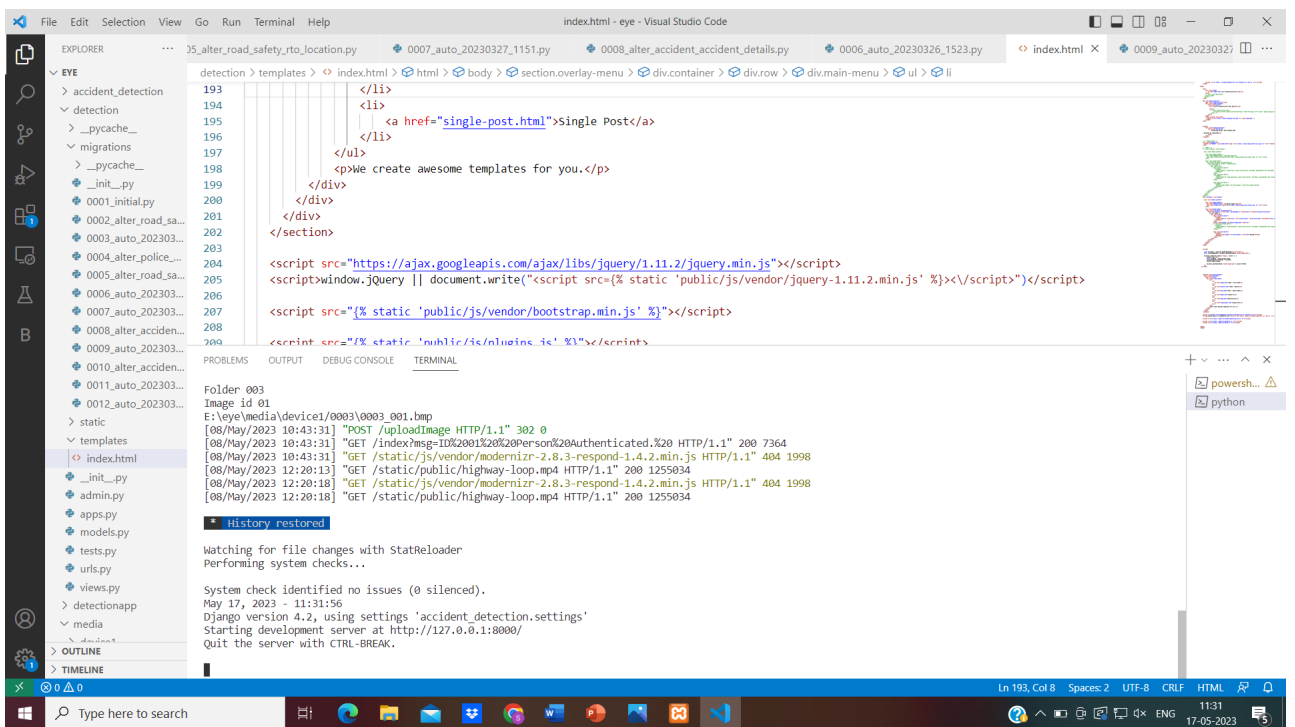 File Edit Selection View Go Run Terminal Help index.html - eye - Visual Studio Code
EXPLORER ··· 05_alter_road_safety_rto_location.py 0007_auto_20230327_1151.py 0008_alter_accident_accident_details.py 0006_auto_20230326_1523.py index.html × 0009_auto_20230327 ···
EYE
detection > templates > index.html > html > body > section.overlay-menu > div.container > div.row > div.main-menu > ul > li
accident_detection
detection
__pycache__
migrations
__pycache__
__init__.py
0001_initial.py
0002_alter_road_sa...
0003_auto_202303...
0004_alter_police_...
0005_alter_road_sa...
0006_auto_202303...
0007_auto_202303...
0008_alter_acciden...
0009_auto_202303...
0010_alter_acciden...
0011_auto_202303...
0012_auto_202303...
static
templates
index.html
__init__.py
admin.py
apps.py
models.py
tests.py
urls.py
views.py
detectionapp
media
OUTLINE
TIMELINE
193 </li>
194 <li>
195 <a href="single-post.html">Single Post</a>
196 </li>
197 </ul>
198 <p>We create awesome templates for you.</p>
199 </div>
200 </div>
201 </div>
202 </section>
203
204 <script src="https://ajax.googleapis.com/ajax/libs/jquery/1.11.2/jquery.min.js"></script>
205 <script>window.jQuery || document.write("<script src={% static 'public/js/vendor/jquery-1.11.2.min.js' %}><\/script>")</script>
206
207 <script src="{% static 'public/js/vendor/bootstrap.min.js' %}"></script>
208
209 <script src="{% static 'public/js/plugins.js' %}"></script>
PROBLEMS OUTPUT DEBUG CONSOLE TERMINAL
powersh...
python
Folder 003
Image id 01
E:\eye\media\device1/0003\0003_001.bmp
[08/May/2023 10:43:31] "POST /uploadImage HTTP/1.1" 302 0
[08/May/2023 10:43:31] "GET /index?msg=ID%2001%20%20Person%20Authenticated.%20 HTTP/1.1" 200 7364
[08/May/2023 10:43:31] "GET /static/js/vendor/modernizr-2.8.3-respond-1.4.2.min.js HTTP/1.1" 404 1998
[08/May/2023 12:20:13] "GET /static/public/highway-loop.mp4 HTTP/1.1" 200 1255034
[08/May/2023 12:20:18] "GET /static/js/vendor/modernizr-2.8.3-respond-1.4.2.min.js HTTP/1.1" 404 1998
[08/May/2023 12:20:18] "GET /static/public/highway-loop.mp4 HTTP/1.1" 200 1255034
* History restored
Watching for file changes with StatReloader
Performing system checks...
System check identified no issues (0 silenced).
May 17, 2023 - 11:31:56
Django version 4.2, using settings 'accident_detection.settings'
Starting development server at http://127.0.0.1:8000/
Quit the server with CTRL-BREAK.
0 0 Ln 193, Col 8 Spaces: 2 UTF-8 CRLF HTML
Type here to search ENG 11:31
17-05-2023